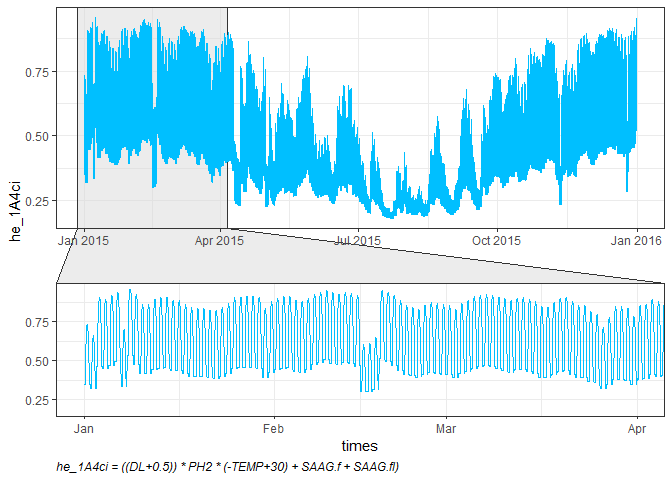 he_1A4ci
0.75
0.50
0.25
Jan 2015 Apr 2015 Jul 2015 Oct 2015 Jan 2016
0.75
0.50
0.25
Jan Feb Mar Apr
times
he_1A4ci = ((DL+0.5)) * PH2 * (-TEMP+30) + SAAG.f + SAAG.fl)